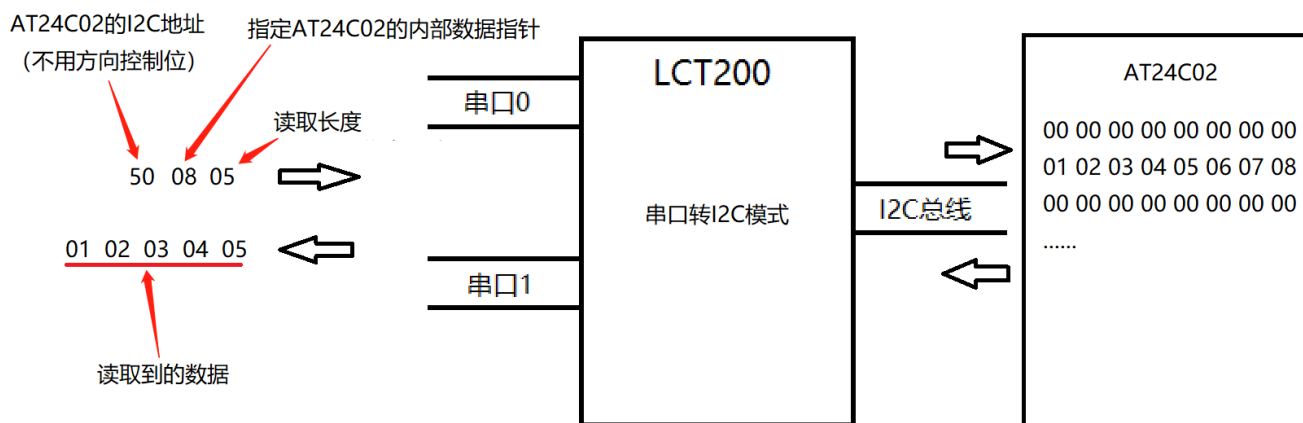 AT24C02的I2C地址
（不用方向控制位）
指定AT24C02的内部数据指针
读取长度
50 08 05
01 02 03 04 05
读取到的数据
串口0
串口1
LCT200
串口转I2C模式
I2C总线
AT24C02
00 00 00 00 00 00 00 00
01 02 03 04 05 06 07 08
00 00 00 00 00 00 00 00
......